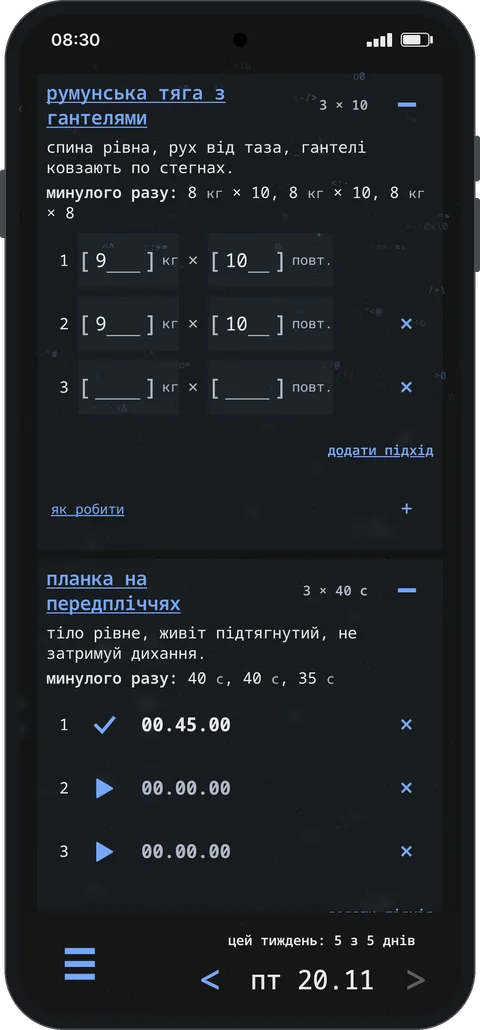 08:30
румунська тяга з
гантелями
3 × 10
спина рівна, рух від таза, гантелі
ковзають по стегнах.
минулого разу: 8 кг × 10, 8 кг × 10, 8 кг
× 8
1 [ 9___ ] кг × [ 10__ ] повт.
2 [ 9___ ] кг × [ 10__ ] повт. ×
3 [ ____ ] кг × [ ____ ] повт. ×
додати підхід
як робити +
планка на
передпліччях
3 × 40 с
тіло рівне, живіт підтягнутий, не
затримуй дихання.
минулого разу: 40 с, 40 с, 35 с
1 00.45.00 ×
2 00.00.00 ×
3 00.00.00 ×
додати підхід
цей тиждень: 5 з 5 днів
< пт 20.11 >